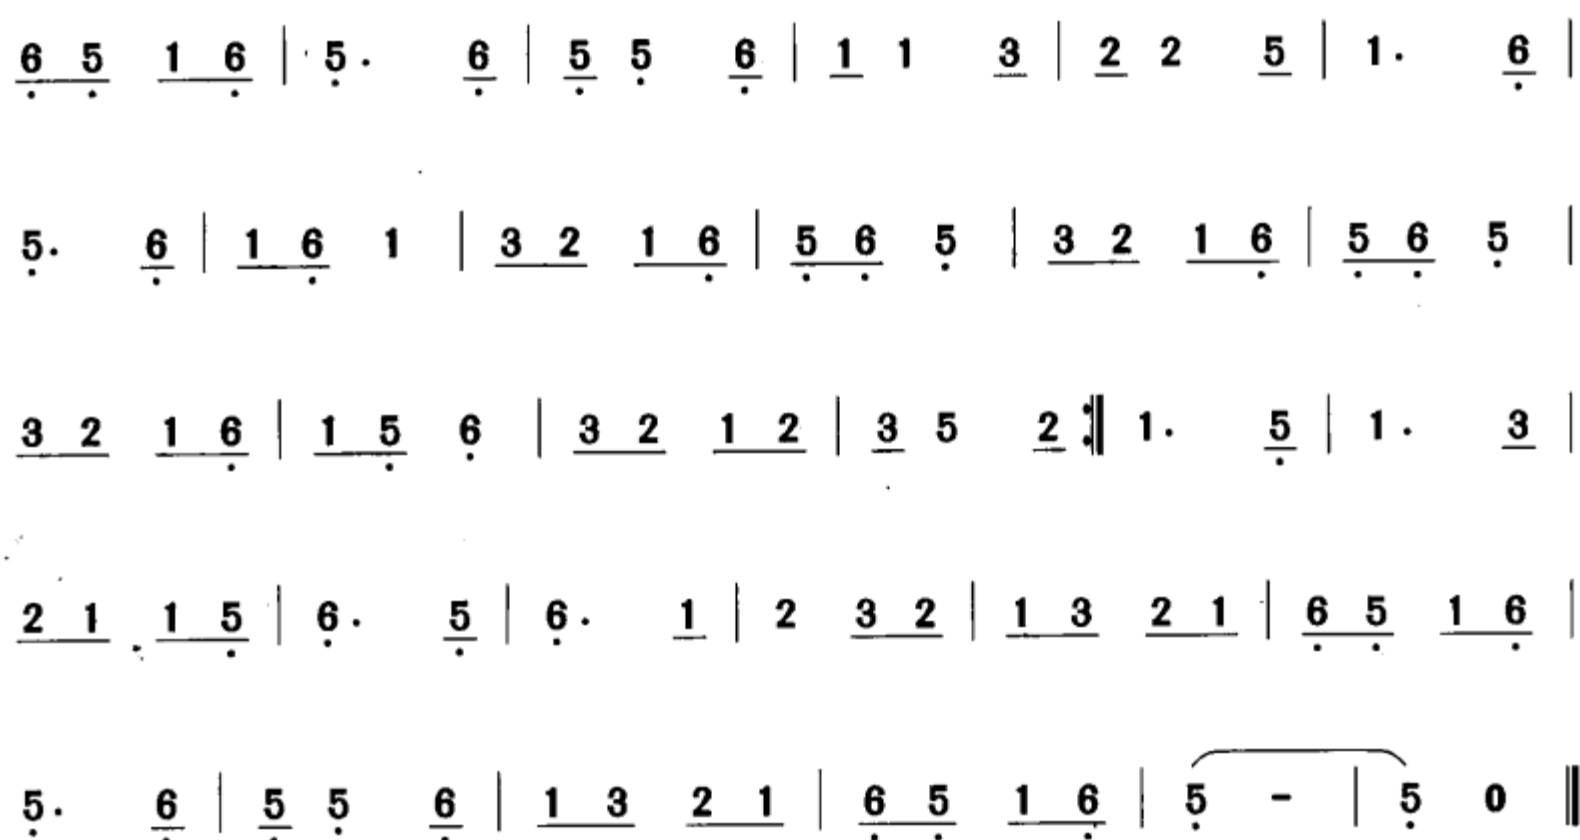 6 5 1 6 | 5 . 6 | 5 5 6 | 1 1 3 | 2 2 5 | 1 . 6 |
5 . 6 | 1 6 1 | 3 2 1 6 | 5 6 5 | 3 2 1 6 | 5 6 5 |
3 2 1 6 | 1 5 6 | 3 2 1 2 | 3 5 2 :‖ 1 . 5 | 1 . 3 |
2 1 1 5 | 6 . 5 | 6 . 1 | 2 3 2 | 1 3 2 1 | 6 5 1 6 |
5 . 6 | 5 5 6 | 1 3 2 1 | 6 5 1 6 | 5 - | 5 0 ‖